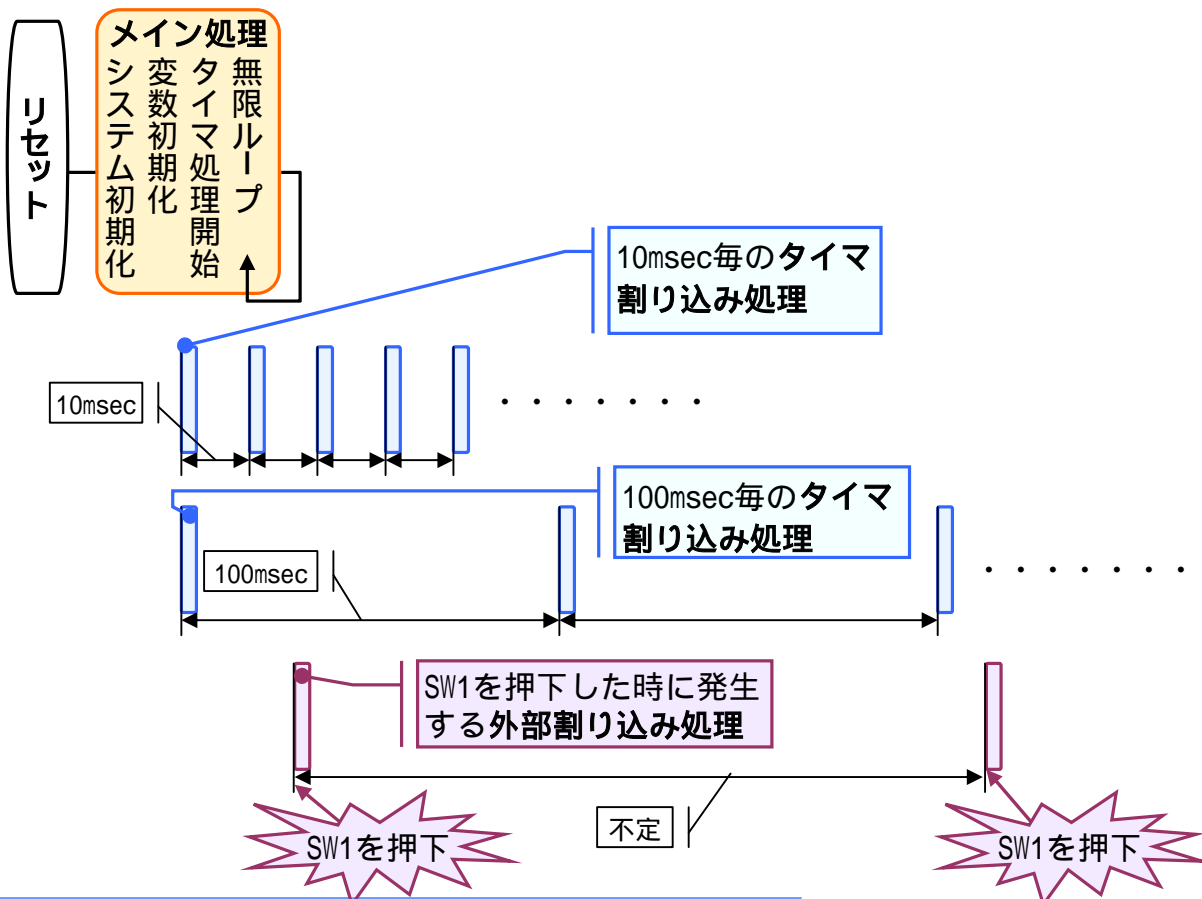 リセット
メイン処理
システム初期化
変数初期化
タイマ処理開始
無限ループ
10msec毎のタイマ
割り込み処理
10msec
・・・・・・・
100msec毎のタイマ
割り込み処理
100msec
・・・・・・・
SW1を押下した時に発生
する外部割り込み処理
不定
SW1を押下
SW1を押下